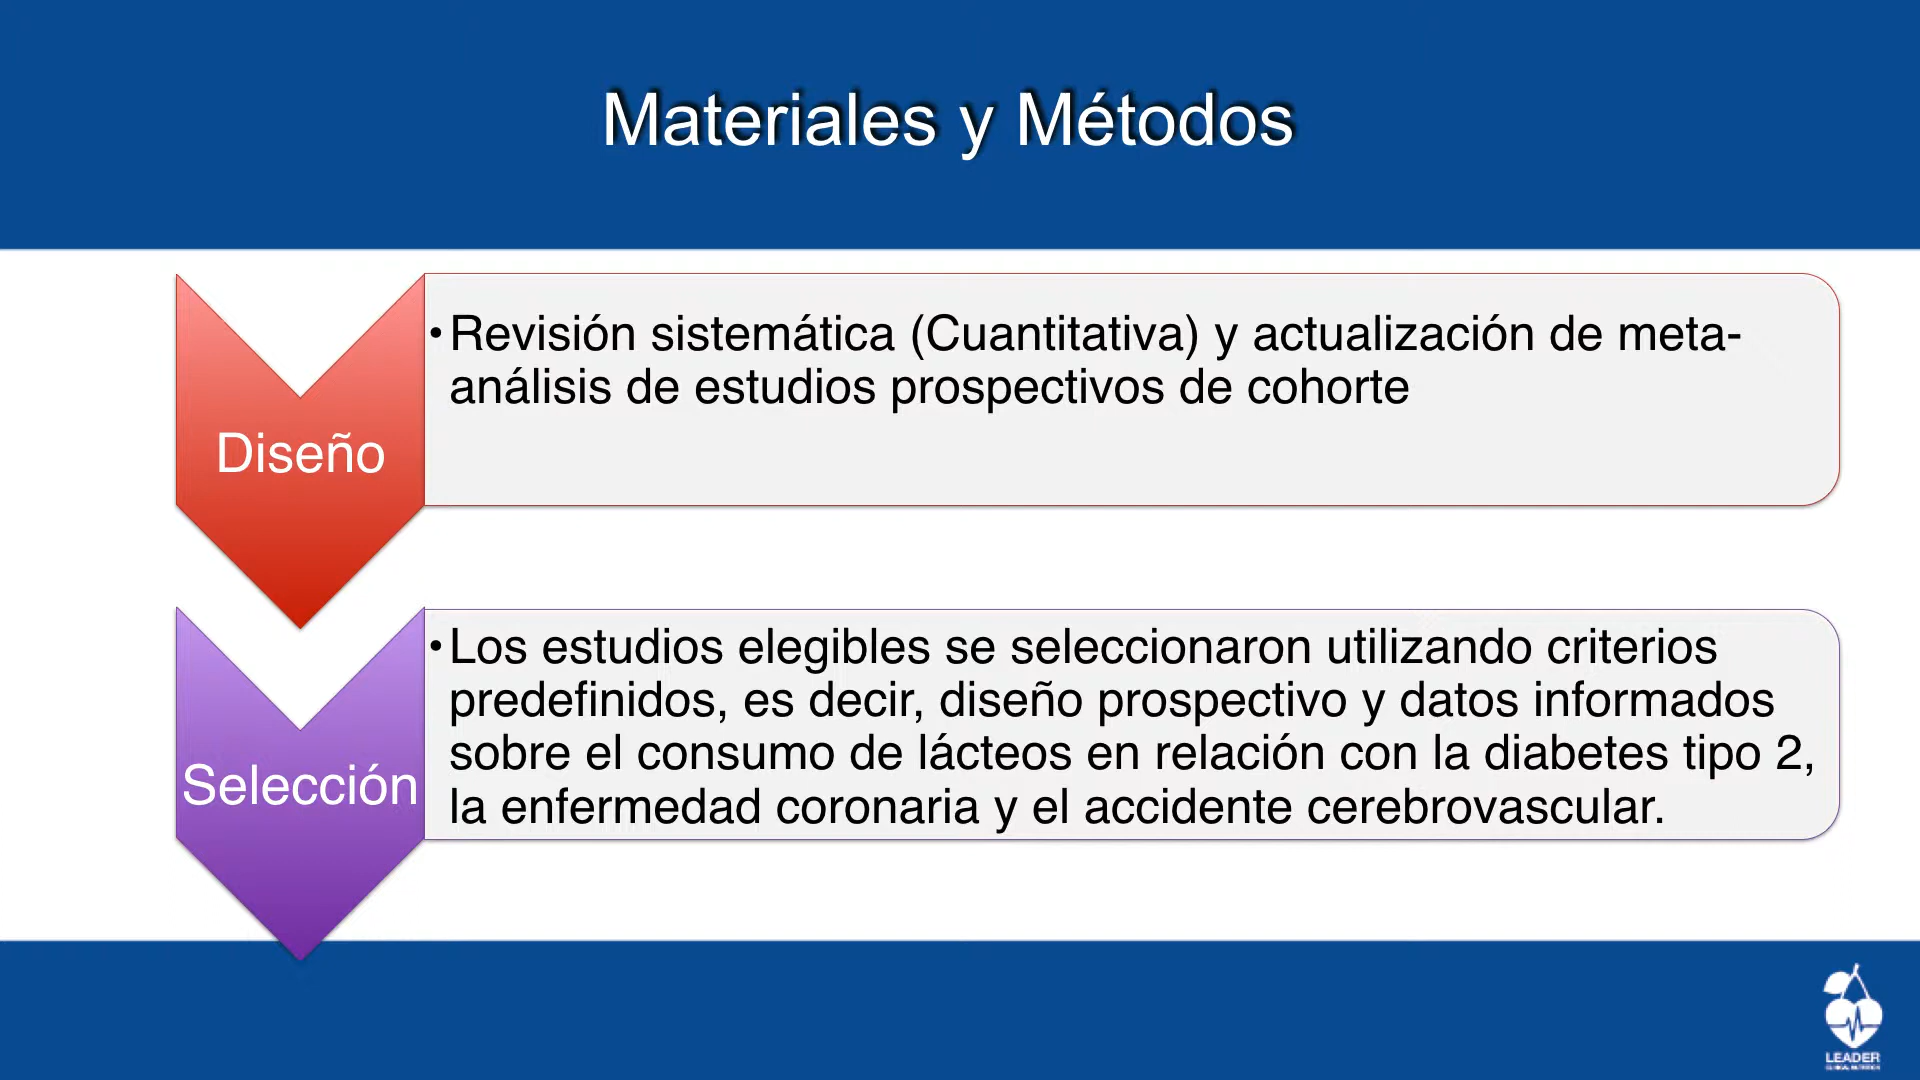 Materiales y Métodos
Diseño
•Revisión sistemática (Cuantitativa) y actualización de meta-
análisis de estudios prospectivos de cohorte
Selección
•Los estudios elegibles se seleccionaron utilizando criterios
predefinidos, es decir, diseño prospectivo y datos informados
sobre el consumo de lácteos en relación con la diabetes tipo 2,
la enfermedad coronaria y el accidente cerebrovascular.
LEADER
CLINICAL NUTRITION